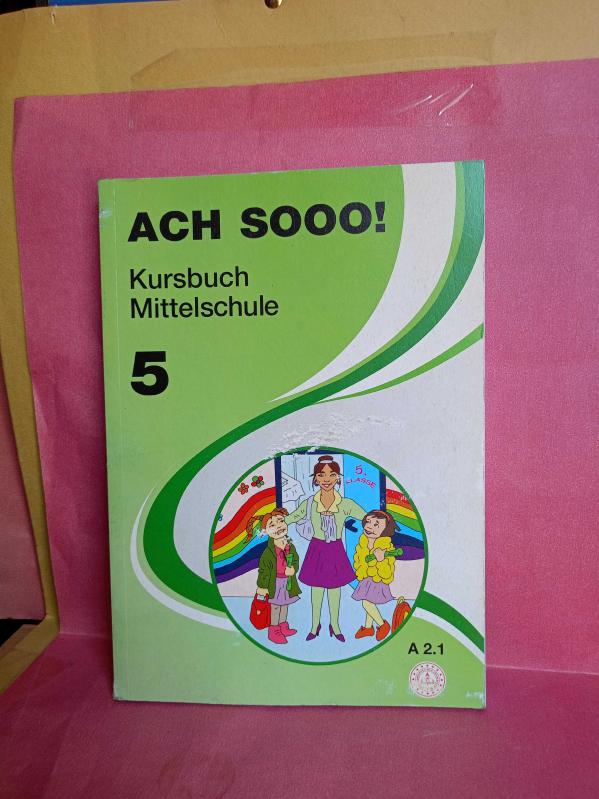 ACH SOOO!
Kursbuch
Mittelschule
5
5.
KLASSE
A 2.1